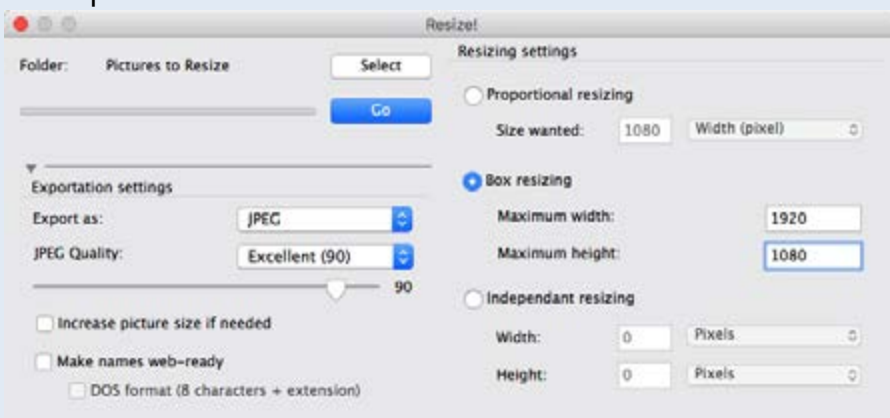 Resize!
Folder: Pictures to Resize Select
Go
Exportation settings
Export as: JPEG
JPEG Quality: Excellent (90)
90
Increase picture size if needed
Make names web-ready
DOS format (8 characters + extension)
Resizing settings
Proportional resizing
Size wanted: 1080 Width (pixel)
Box resizing
Maximum width: 1920
Maximum height: 1080
Independant resizing
Width: 0 Pixels
Height: 0 Pixels